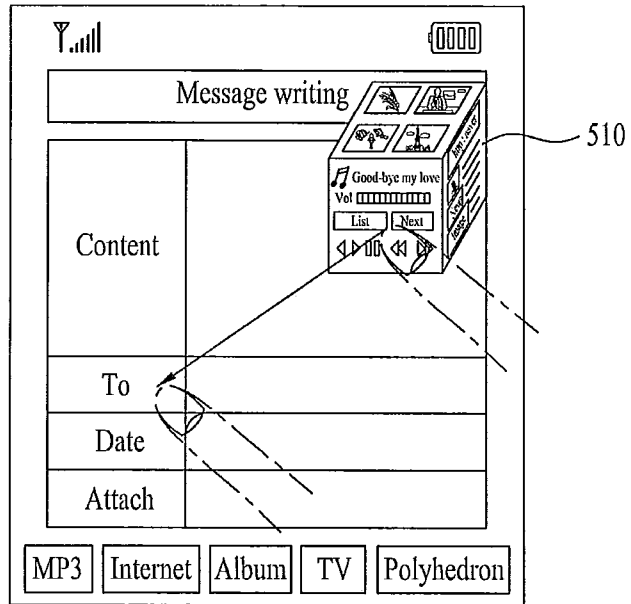 Message writing
510
Good-bye my love
Vol
List Next
Content
To
Date
Attach
MP3 Internet Album TV Polyhedron